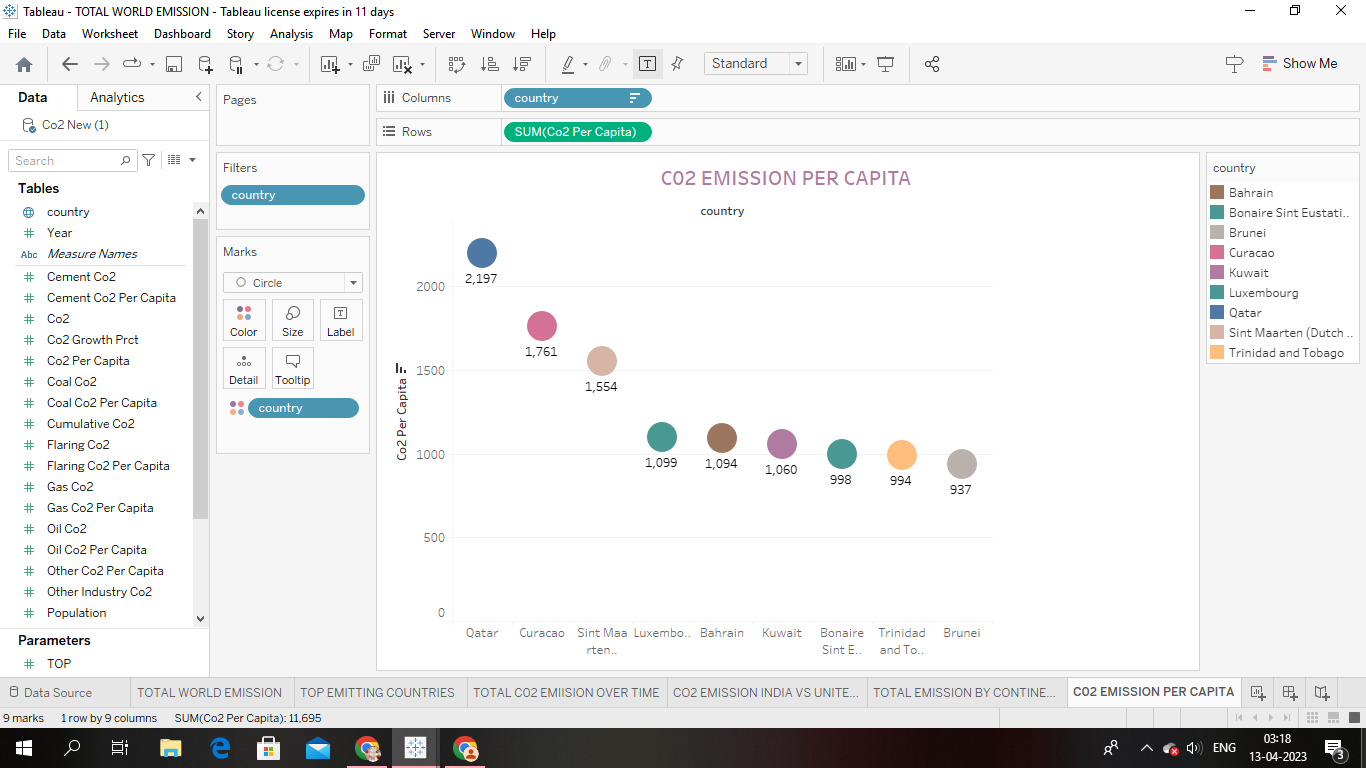 Tableau - TOTAL WORLD EMISSION - Tableau license expires in 11 days
File Data Worksheet Dashboard Story Analysis Map Format Server Window Help
Standard
Show Me
Data Analytics
Co2 New (1)
Search
Tables
country
Year
Abc Measure Names
Cement Co2
Cement Co2 Per Capita
Co2
Co2 Growth Prct
Co2 Per Capita
Coal Co2
Coal Co2 Per Capita
Cumulative Co2
Flaring Co2
Flaring Co2 Per Capita
Gas Co2
Gas Co2 Per Capita
Oil Co2
Oil Co2 Per Capita
Other Co2 Per Capita
Other Industry Co2
Population
Parameters
TOP
Pages
Filters
country
Marks
Circle
Color Size Label
Detail Tooltip
country
Columns country
Rows SUM(Co2 Per Capita)
C02 EMISSION PER CAPITA
country
Co2 Per Capita
2000
1500
1000
500
0
2,197
1,761
1,554
1,099
1,094
1,060
998
994
937
Qatar Curacao Sint Maa Luxembo.. Bahrain Kuwait Bonaire Trinidad Brunei
rten.. Sint E.. and To..
country
Bahrain
Bonaire Sint Eustati..
Brunei
Curacao
Kuwait
Luxembourg
Qatar
Sint Maarten (Dutch ..
Trinidad and Tobago
Data Source TOTAL WORLD EMISSION TOP EMITTING COUNTRIES TOTAL C02 EMIISION OVER TIME C02 EMISSION INDIA VS UNITE... TOTAL EMISSION BY CONTINE... C02 EMISSION PER CAPITA
9 marks 1 row by 9 columns SUM(Co2 Per Capita): 11,695
ENG
03:18
13-04-2023
3